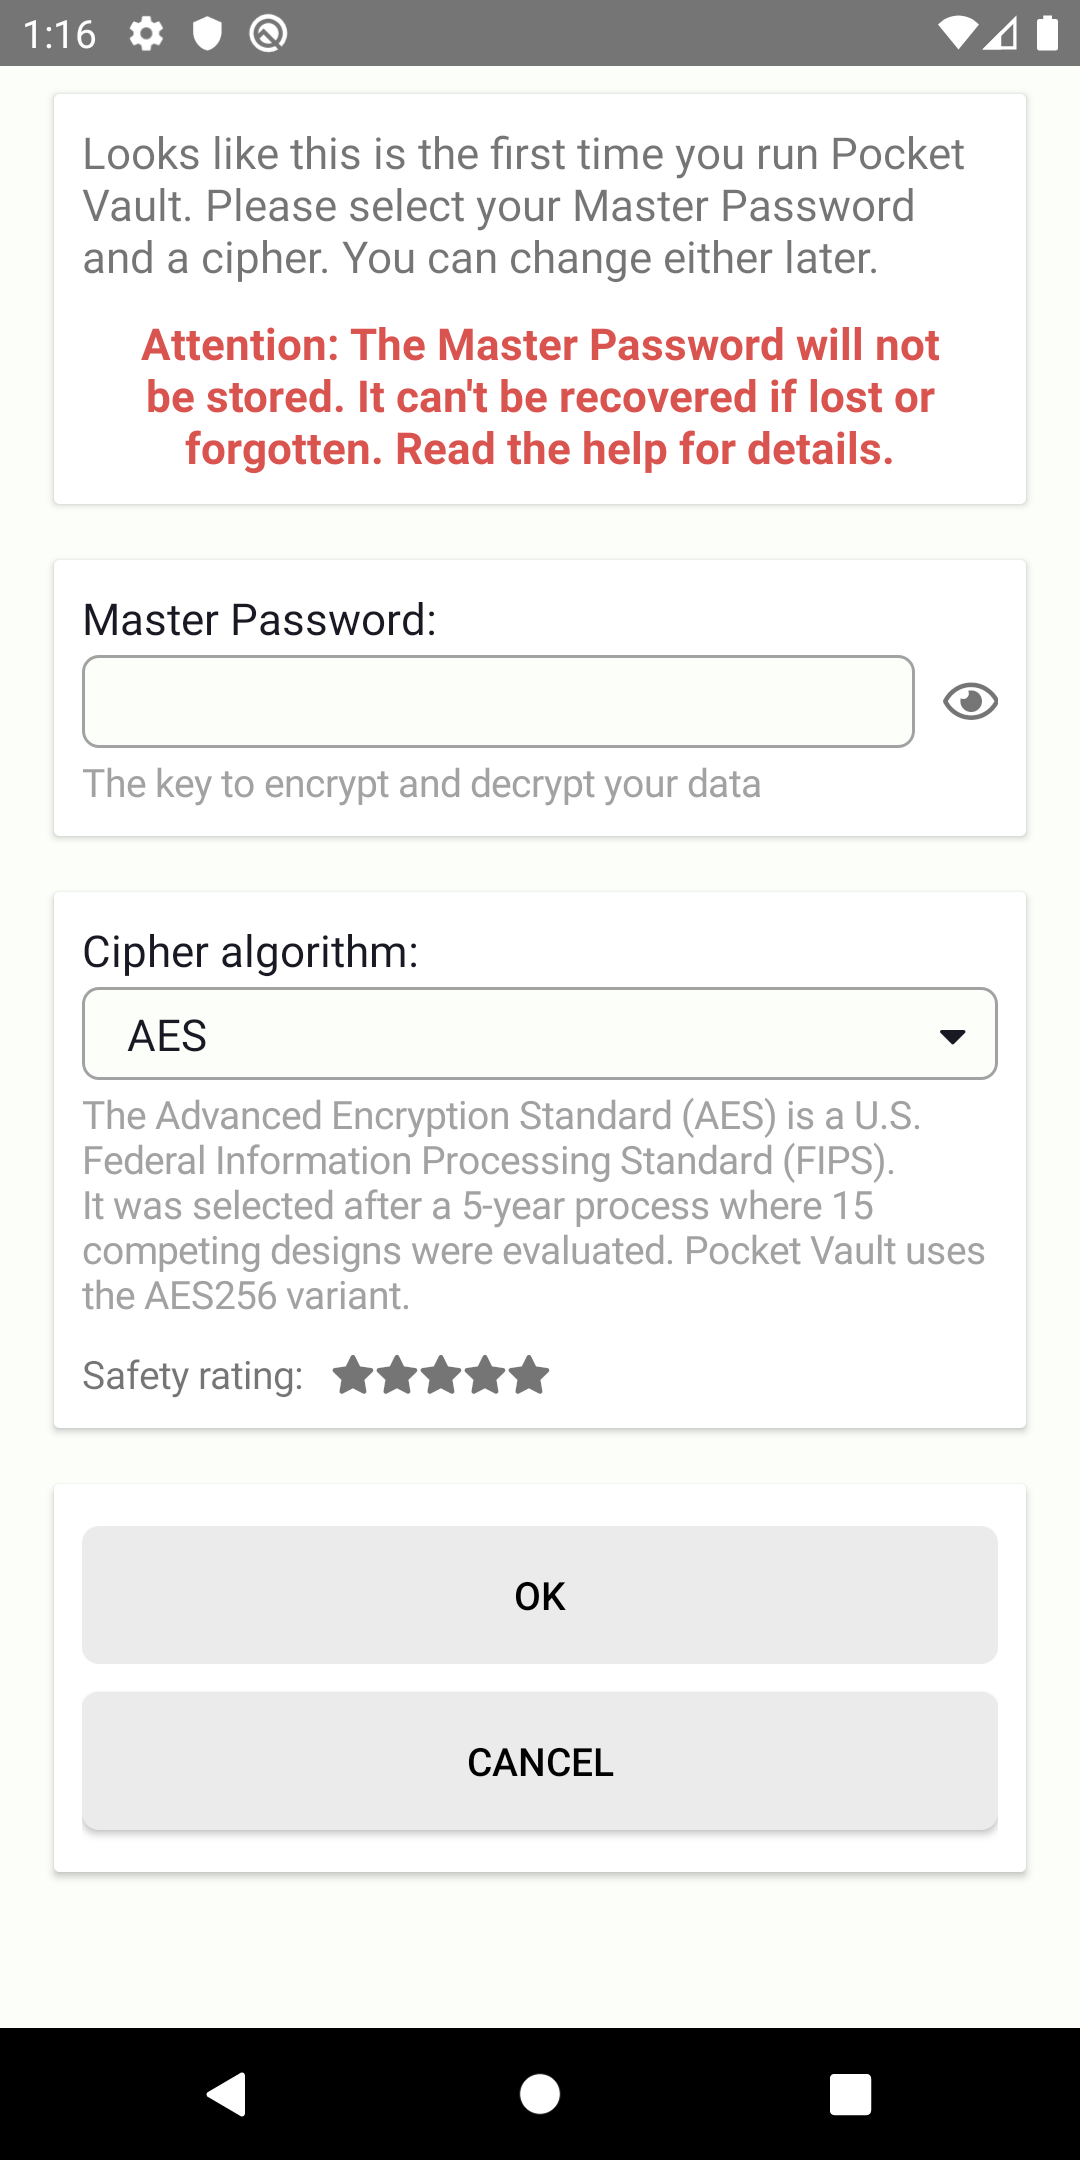 1:16
Looks like this is the first time you run Pocket
Vault. Please select your Master Password
and a cipher. You can change either later.
Attention: The Master Password will not
be stored. It can't be recovered if lost or
forgotten. Read the help for details.
Master Password:
The key to encrypt and decrypt your data
Cipher algorithm:
AES
The Advanced Encryption Standard (AES) is a U.S.
Federal Information Processing Standard (FIPS).
It was selected after a 5-year process where 15
competing designs were evaluated. Pocket Vault uses
the AES256 variant.
Safety rating:
OK
CANCEL